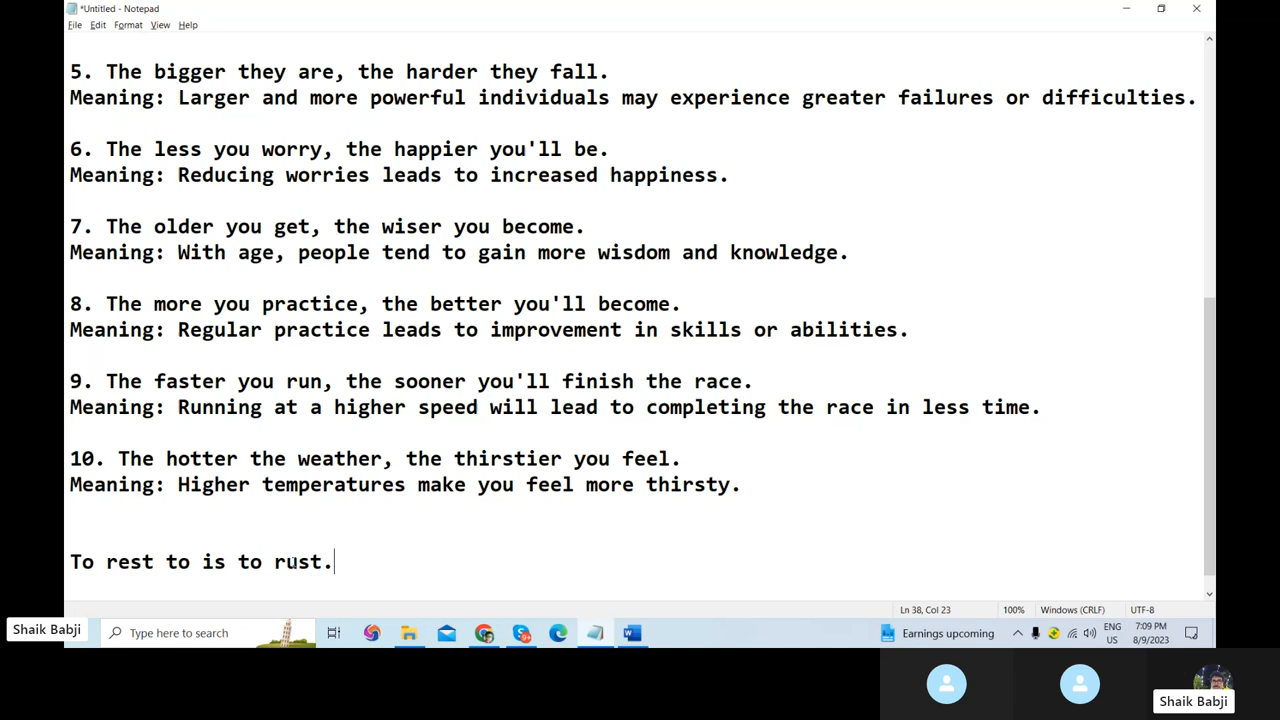 *Untitled - Notepad
File Edit Format View Help
5. The bigger they are, the harder they fall.
Meaning: Larger and more powerful individuals may experience greater failures or difficulties.
6. The less you worry, the happier you'll be.
Meaning: Reducing worries leads to increased happiness.
7. The older you get, the wiser you become.
Meaning: With age, people tend to gain more wisdom and knowledge.
8. The more you practice, the better you'll become.
Meaning: Regular practice leads to improvement in skills or abilities.
9. The faster you run, the sooner you'll finish the race.
Meaning: Running at a higher speed will lead to completing the race in less time.
10. The hotter the weather, the thirstier you feel.
Meaning: Higher temperatures make you feel more thirsty.
To rest to is to rust.
Ln 38, Col 23 100% Windows (CRLF) UTF-8
Shaik Babji
Type here to search
Earnings upcoming
ENG
US
7:09 PM
8/9/2023
Shaik Babji